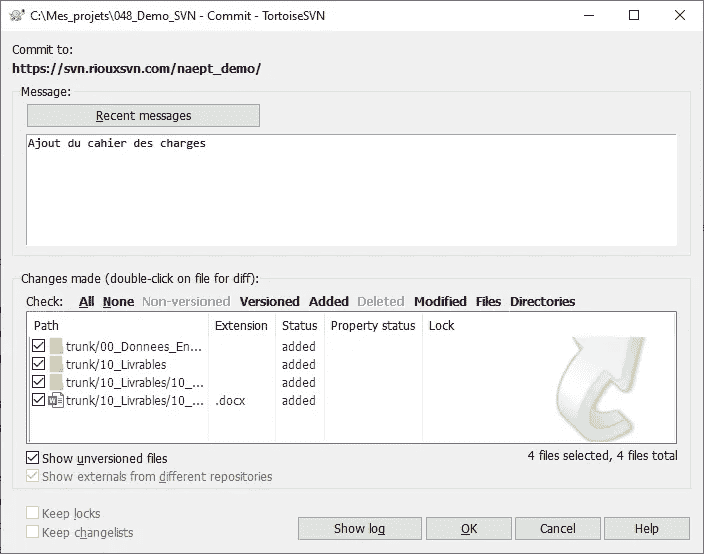 C:\Mes_projets\048_Demo_SVN - Commit - TortoiseSVN
Commit to:
https://svn.riouxsvn.com/naept_demo/
Message:
Recent messages
Ajout du cahier des charges
Changes made (double-click on file for diff):
Check: All None Non-versioned Versioned Added Deleted Modified Files Directories
Path Extension Status Property status Lock
trunk/00_Donnees_En... added
trunk/10_Livrables added
trunk/10_Livrables/10_... added
trunk/10_Livrables/10_... .docx added
Show unversioned files 4 files selected, 4 files total
Show externals from different repositories
Keep locks
Keep changelists
Show log OK Cancel Help